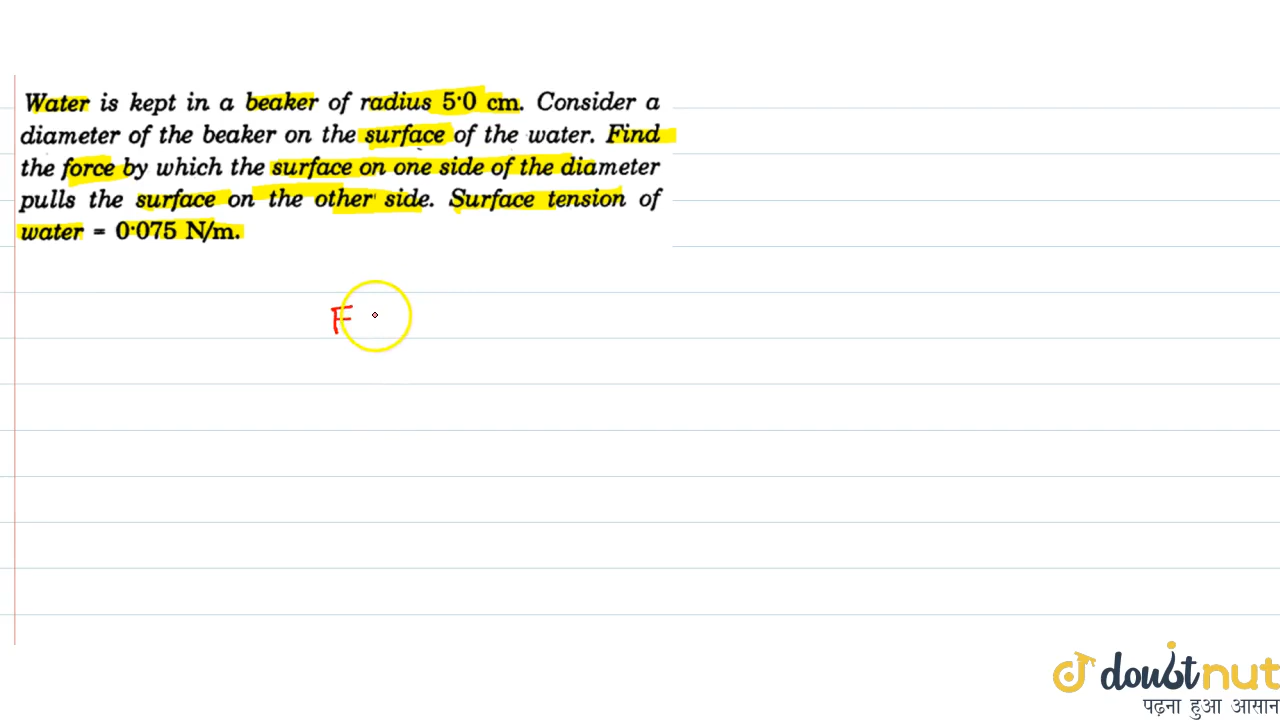 Water is kept in a beaker of radius 5·0 cm. Consider a
diameter of the beaker on the surface of the water. Find
the force by which the surface on one side of the diameter
pulls the surface on the other side. Surface tension of
water = 0·075 N/m.
F
doubtnut
पढ़ना हुआ आसान